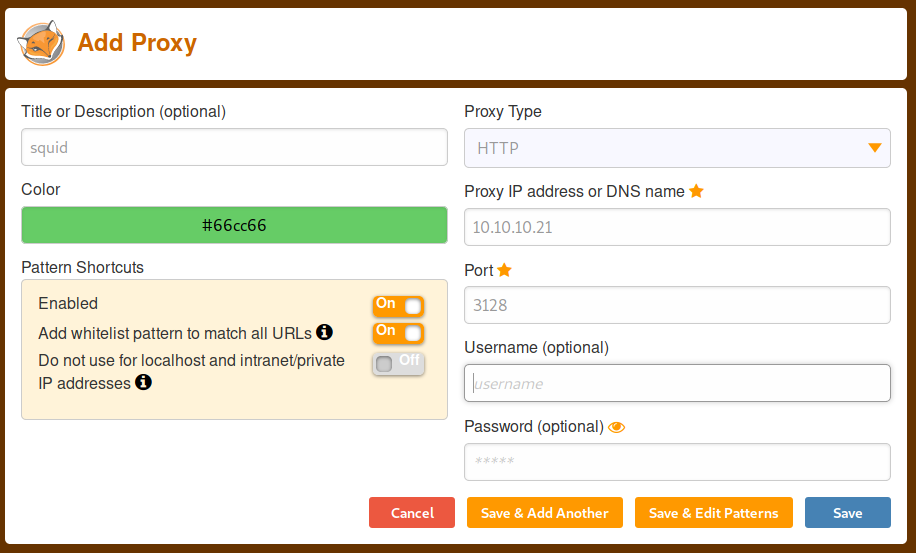 Add Proxy
Title or Description (optional)
squid
Color
#66cc66
Pattern Shortcuts
Enabled
On
Add whitelist pattern to match all URLs
On
Do not use for localhost and intranet/private
IP addresses
Off
Proxy Type
HTTP
Proxy IP address or DNS name
10.10.10.21
Port
3128
Username (optional)
username
Password (optional)
*****
Cancel
Save & Add Another
Save & Edit Patterns
Save